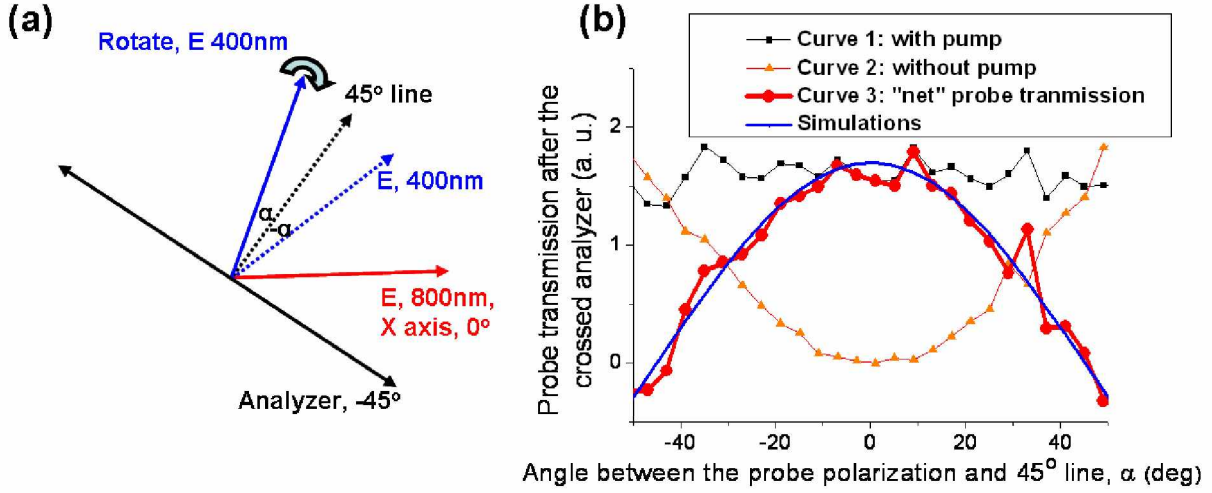 (a)
Rotate, E 400nm
45° line
E, 400nm
α
-α
E, 800nm,
X axis, 0°
Analyzer, -45°
(b)
Curve 1: with pump
Curve 2: without pump
Curve 3: "net" probe tranmission
Simulations
Probe transmission after the
crossed analyzer (a. u.)
2
1
0
-40
-20
0
20
40
Angle between the probe polarization and 45° line, α (deg)